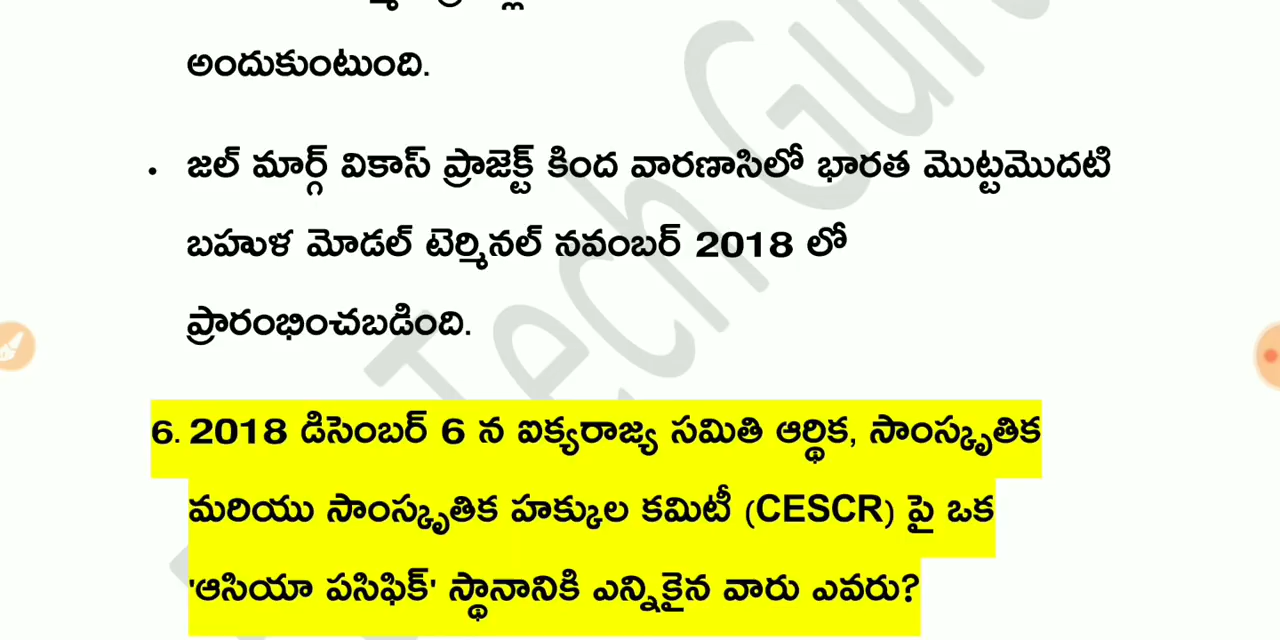 అందుకుంటుంది.
• జల్ మార్గ్ వికాస్ ప్రాజెక్ట్ కింద వారణాసిలో భారత మొట్టమొదటి
బహుళ మోడల్ టెర్మినల్ నవంబర్ 2018 లో
ప్రారంభించబడింది.
6. 2018 డిసెంబర్ 6 న ఐక్యరాజ్య సమితి ఆర్థిక, సాంస్కృతిక
మరియు సాంస్కృతిక హక్కుల కమిటీ (CESCR) పై ఒక
'ఆసియా పసిఫిక్' స్థానానికి ఎన్నికైన వారు ఎవరు?